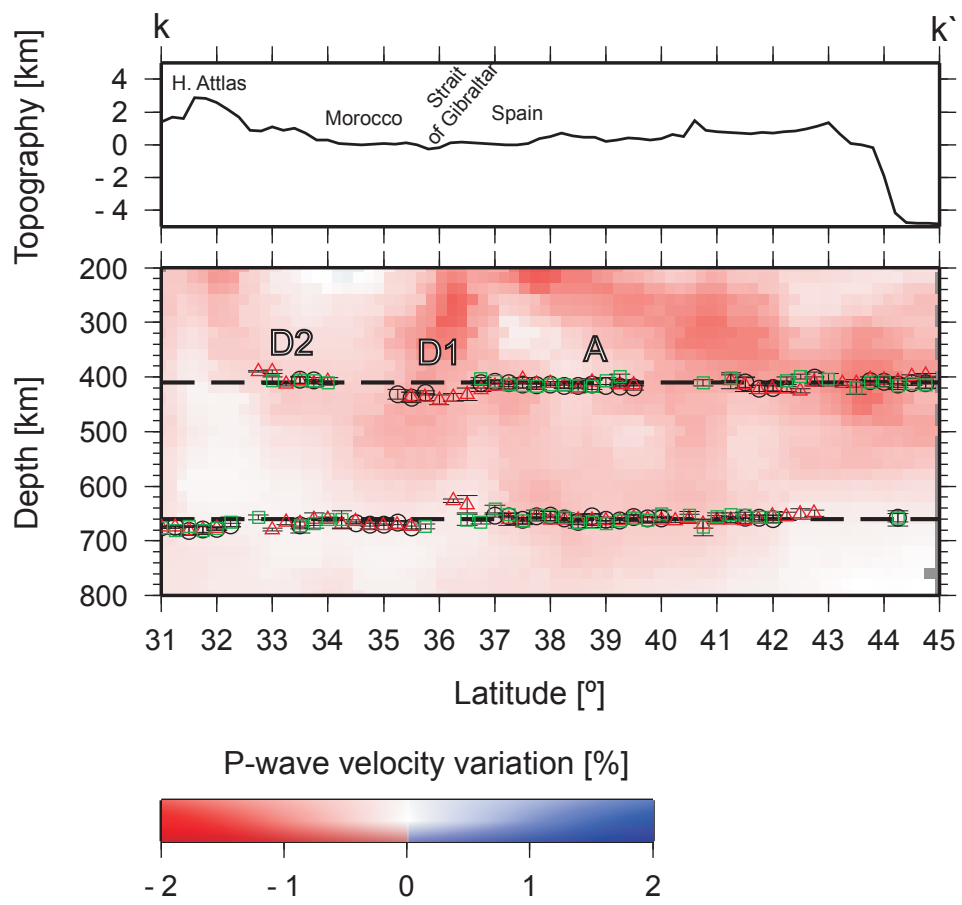 k
k`
Topography [km]
4
2
0
- 2
- 4
H. Attlas
Morocco
Strait
of Gibraltar
Spain
Depth [km]
200
300
400
500
600
700
800
D2
D1
A
31 32 33 34 35 36 37 38 39 40 41 42 43 44 45
Latitude [º]
P-wave velocity variation [%]
- 2 - 1 0 1 2